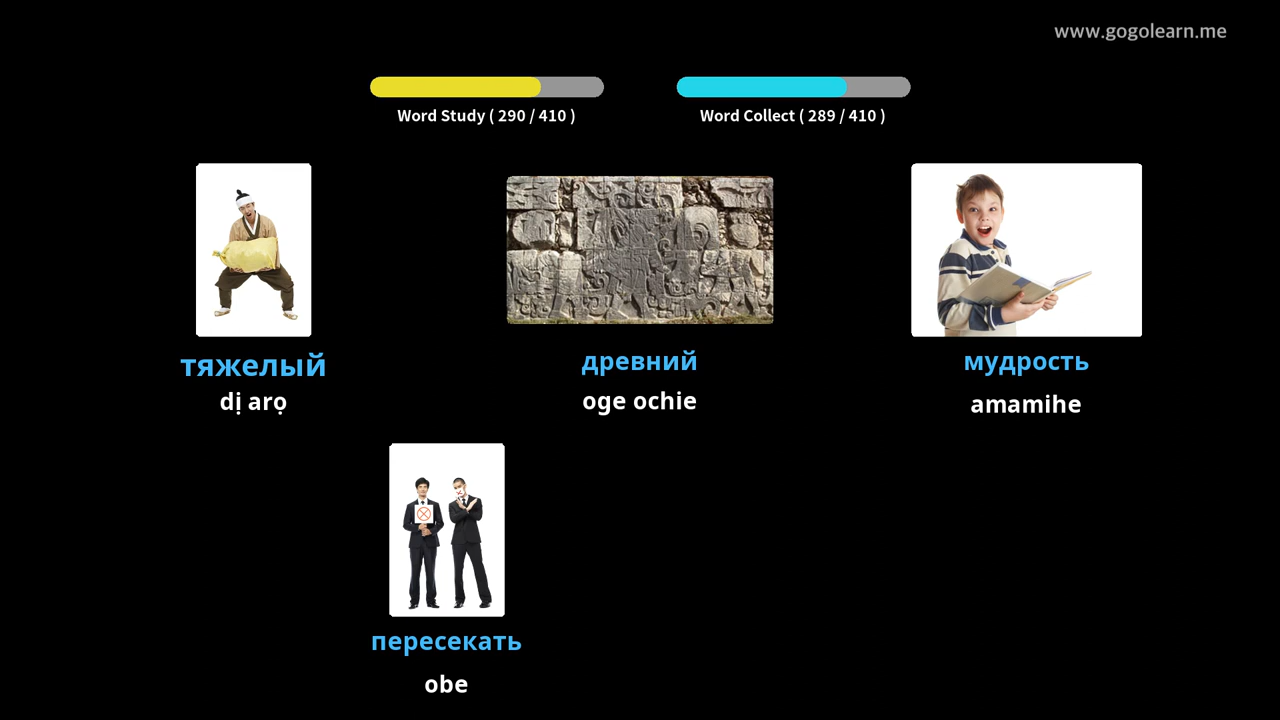 www.gogolearn.me
Word Study ( 290 / 410 )
Word Collect ( 289 / 410 )
тяжелый
dị arọ
древний
oge ochie
мудрость
amamihe
пересекать
obe